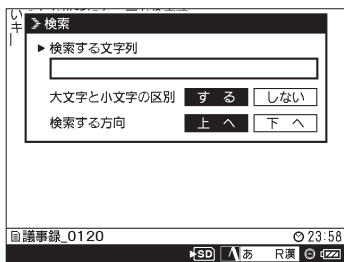 い
キ
検索
検索する文字列
大文字と小文字の区別 する しない
検索する方向 上へ 下へ
議事録_0120 23:58
SD あ R漢